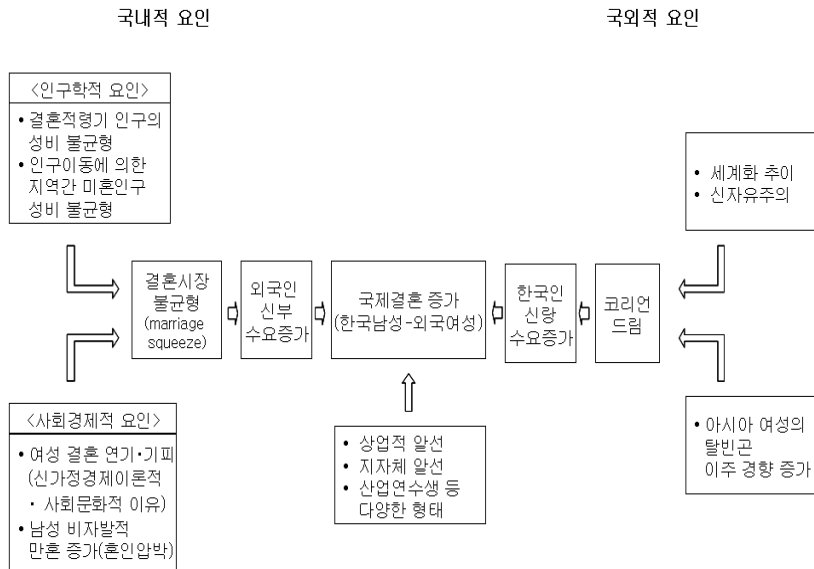 국내적 요인
국외적 요인
<인구학적 요인>
• 결혼적령기 인구의
성비 불균형
• 인구이동에 의한
지역간 미혼인구
성비 불균형
• 세계화 추이
• 신자유주의
결혼시장
불균형
(marriage
squeeze)
외국인
신부
수요증가
국제결혼 증가
(한국남성-외국여성)
한국인
신랑
수요증가
코리언
드림
<사회경제적 요인>
• 여성 결혼 연기·기피
(신가정경제이론적
· 사회문화적 이유)
• 남성 비자발적
만혼 증가(혼인압박)
• 상업적 알선
• 지자체 알선
• 산업연수생 등
다양한 형태
• 아시아 여성의
탈빈곤
이주 경향 증가